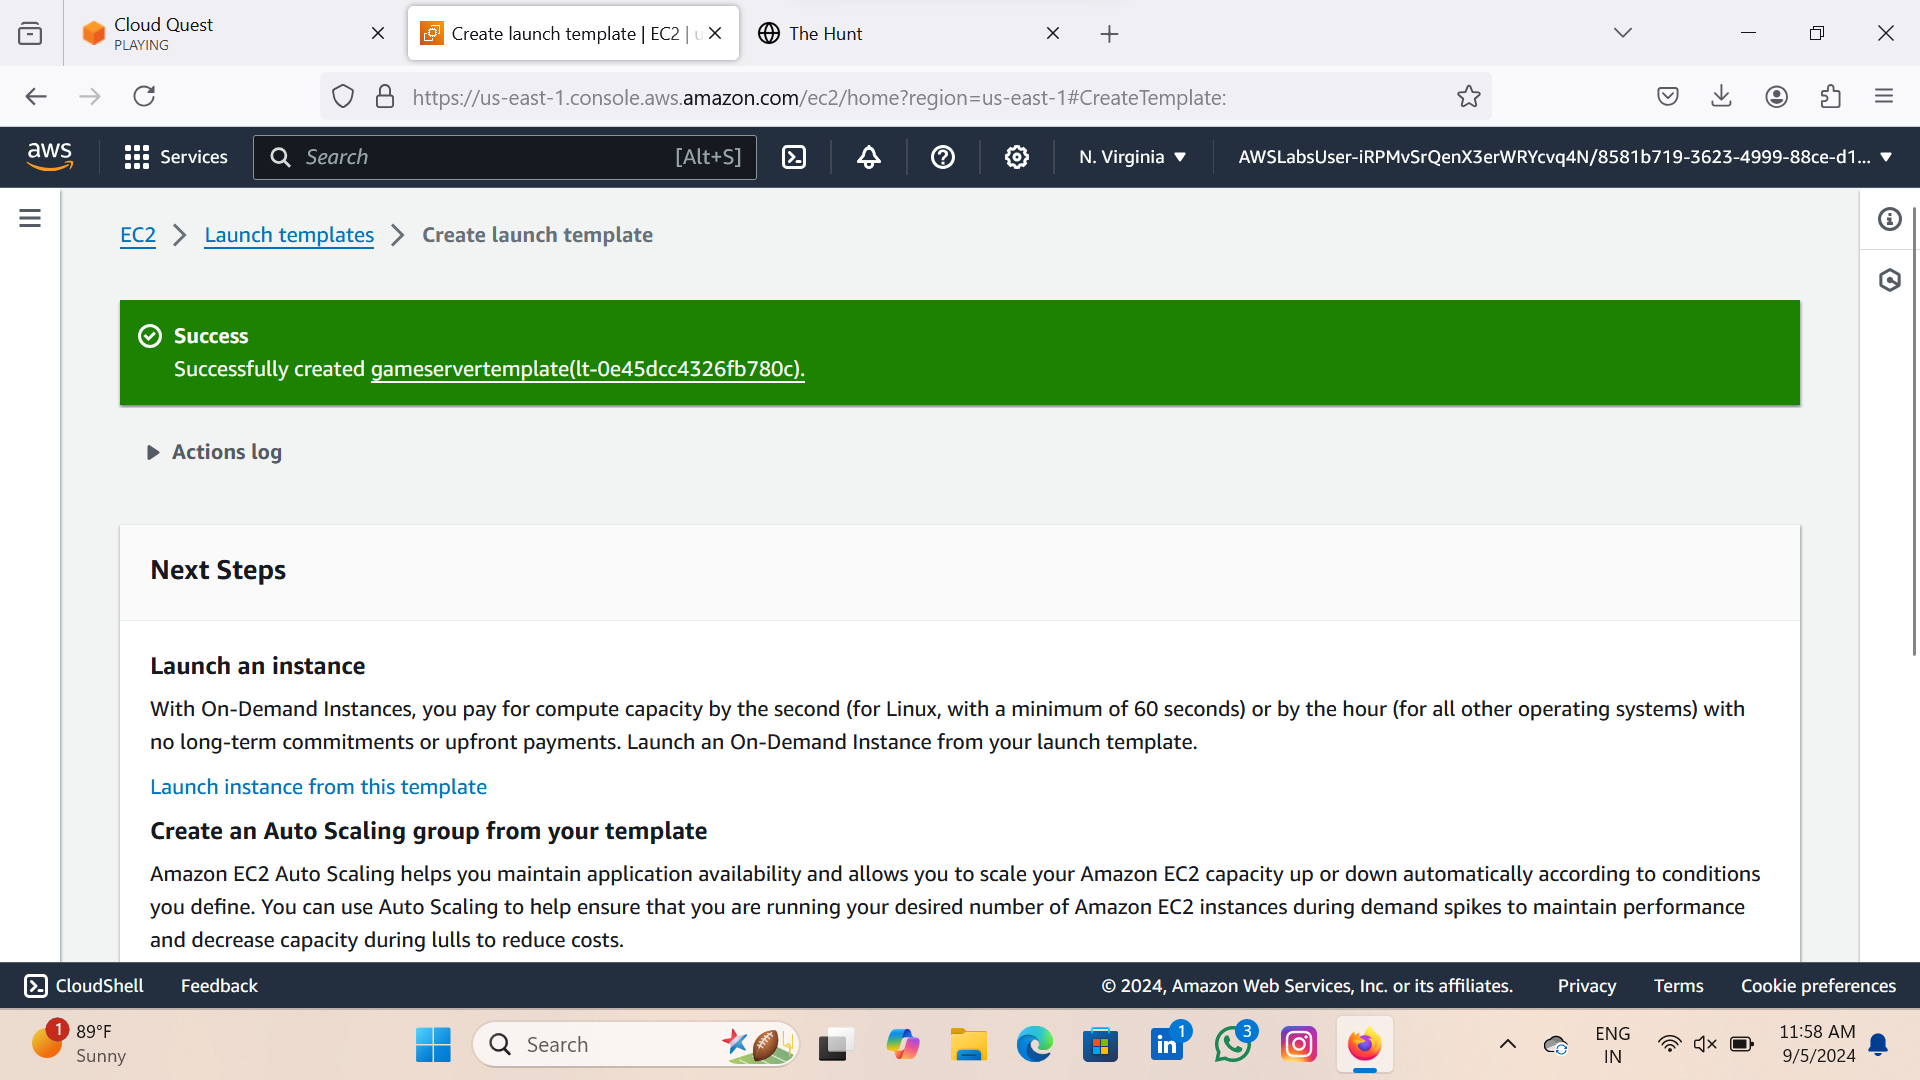 Cloud Quest
PLAYING
Create launch template | EC2 | u
The Hunt
https://us-east-1.console.aws.amazon.com/ec2/home?region=us-east-1#CreateTemplate:
aws
Services
Search
[Alt+S]
N. Virginia
AWSLabsUser-iRPMvSrQenX3erWRYcvq4N/8581b719-3623-4999-88ce-d1...
EC2
Launch templates
Create launch template
Success
Successfully created gameservertemplate(lt-0e45dcc4326fb780c).
Actions log
Next Steps
Launch an instance
With On-Demand Instances, you pay for compute capacity by the second (for Linux, with a minimum of 60 seconds) or by the hour (for all other operating systems) with
no long-term commitments or upfront payments. Launch an On-Demand Instance from your launch template.
Launch instance from this template
Create an Auto Scaling group from your template
Amazon EC2 Auto Scaling helps you maintain application availability and allows you to scale your Amazon EC2 capacity up or down automatically according to conditions
you define. You can use Auto Scaling to help ensure that you are running your desired number of Amazon EC2 instances during demand spikes to maintain performance
and decrease capacity during lulls to reduce costs.
CloudShell
Feedback
© 2024, Amazon Web Services, Inc. or its affiliates.
Privacy
Terms
Cookie preferences
1
89°F
Sunny
Search
in
1
3
ENG
IN
11:58 AM
9/5/2024